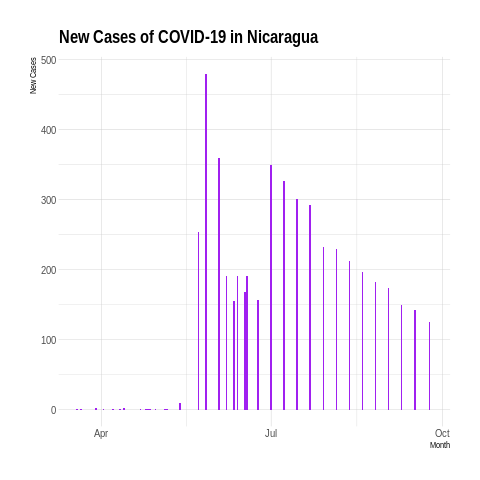 New Cases of COVID-19 in Nicaragua
New Cases
500
400
300
200
100
0
Apr
Jul
Oct
Month